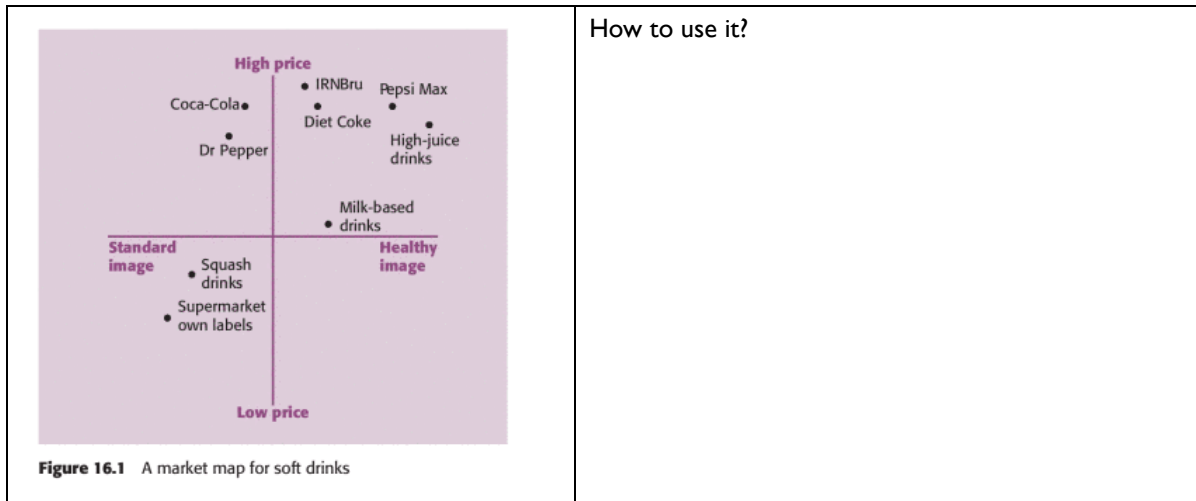 How to use it?
High price
IRNBru
Pepsi Max
Coca-Cola
Diet Coke
High-juice
drinks
Dr Pepper
Milk-based
drinks
Standard
image
Healthy
image
Squash
drinks
Supermarket
own labels
Low price
Figure 16.1 A market map for soft drinks